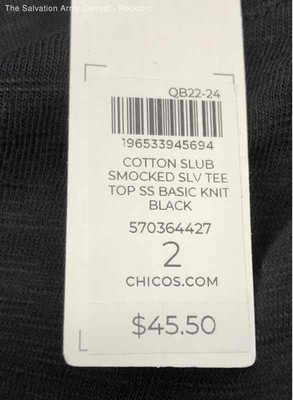 The Salvation Army Central - Rockford
QB22-24
196533945694
COTTON SLUB
SMOCKED SLV TEE
TOP SS BASIC KNIT
BLACK
570364427
2
CHICOS.COM
$45.50